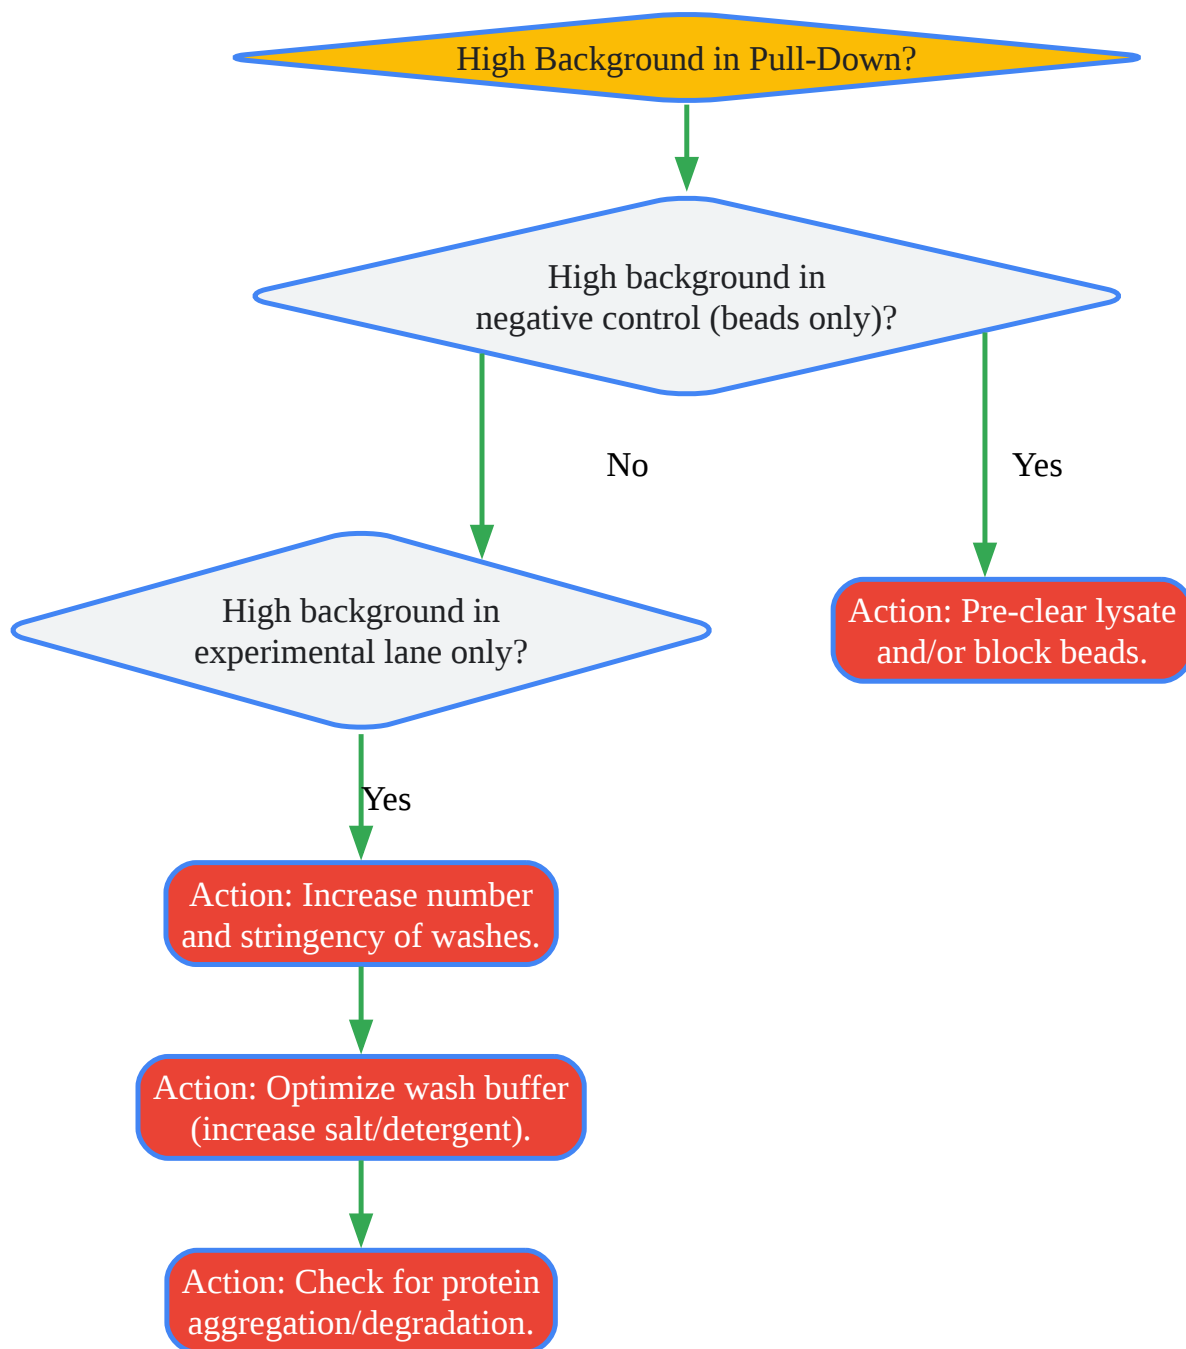 High Background in Pull-Down?
High background in
negative control (beads only)?
No
Yes
High background in
experimental lane only?
Action: Pre-clear lysate
and/or block beads.
Yes
Action: Increase number
and stringency of washes.
Action: Optimize wash buffer
(increase salt/detergent).
Action: Check for protein
aggregation/degradation.